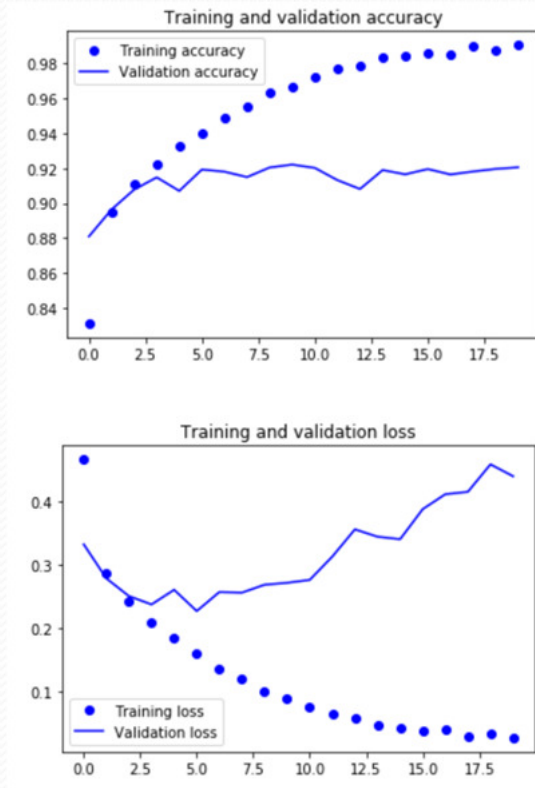 Training and validation accuracy
Training accuracy
Validation accuracy
0.98
0.96
0.94
0.92
0.90
0.88
0.86
0.84
0.0 2.5 5.0 7.5 10.0 12.5 15.0 17.5
Training and validation loss
0.4
0.3
0.2
0.1
Training loss
Validation loss
0.0 2.5 5.0 7.5 10.0 12.5 15.0 17.5